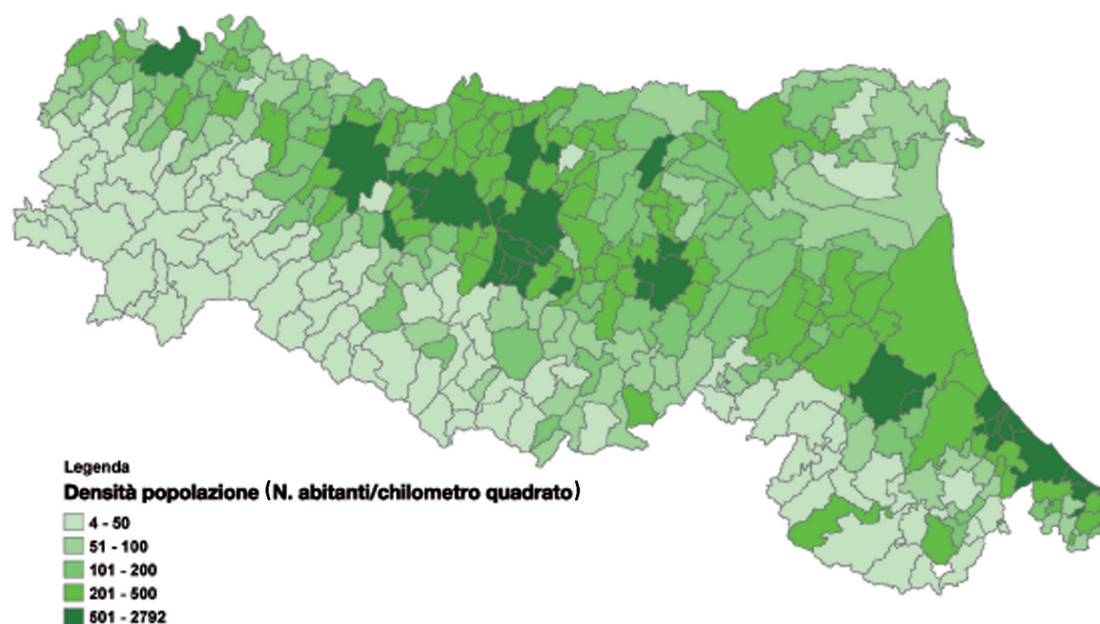 Legenda
Densità popolazione (N. abitanti/chilometro quadrato)
4 - 50
51 - 100
101 - 200
201 - 500
501 - 2792